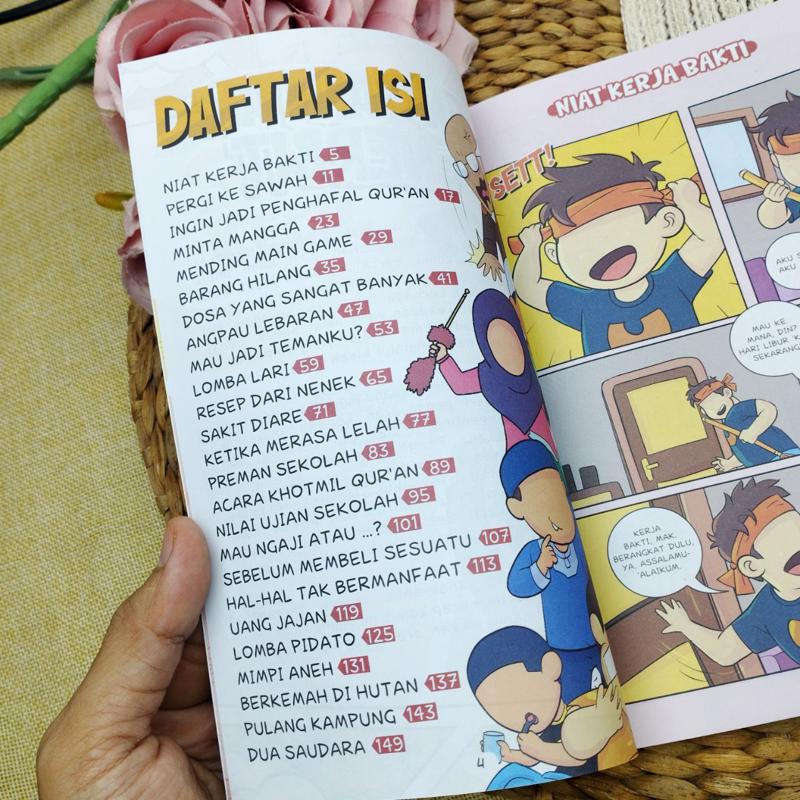 DAFTAR ISI
NIAT KERJA BAKTI 5
PERGI KE SAWAH 11
INGIN JADI PENGHAFAL QUR'AN 17
MINTA MANGGA 23
MENDING MAIN GAME 29
BARANG HILANG 35
DOSA YANG SANGAT BANYAK 41
ANGPAU LEBARAN 47
MAU JADI TEMANKU? 53
LOMBA LARI 59
RESEP DARI NENEK 65
SAKIT DIARE 71
KETIKA MERASA LELAH 77
PREMAN SEKOLAH 83
ACARA KHOTMIL QUR'AN 89
NILAI UJIAN SEKOLAH 95
MAU NGAJI ATAU ...? 101
SEBELUM MEMBELI SESUATU 107
HAL-HAL TAK BERMANFAAT 113
UANG JAJAN 119
LOMBA PIDATO 125
MIMPI ANEH 131
BERKEMAH DI HUTAN 137
PULANG KAMPUNG 143
DUA SAUDARA 149
4
NIAT KERJA BAKTI
SETT!
AKU
AKU
MAU KE
MANA, DIN?
HARI LIBUR
SEKARANG
KERJA
BAKTI, MAK.
BERANGKAT DULU,
YA. ASSALAMU-
'ALAIKUM.